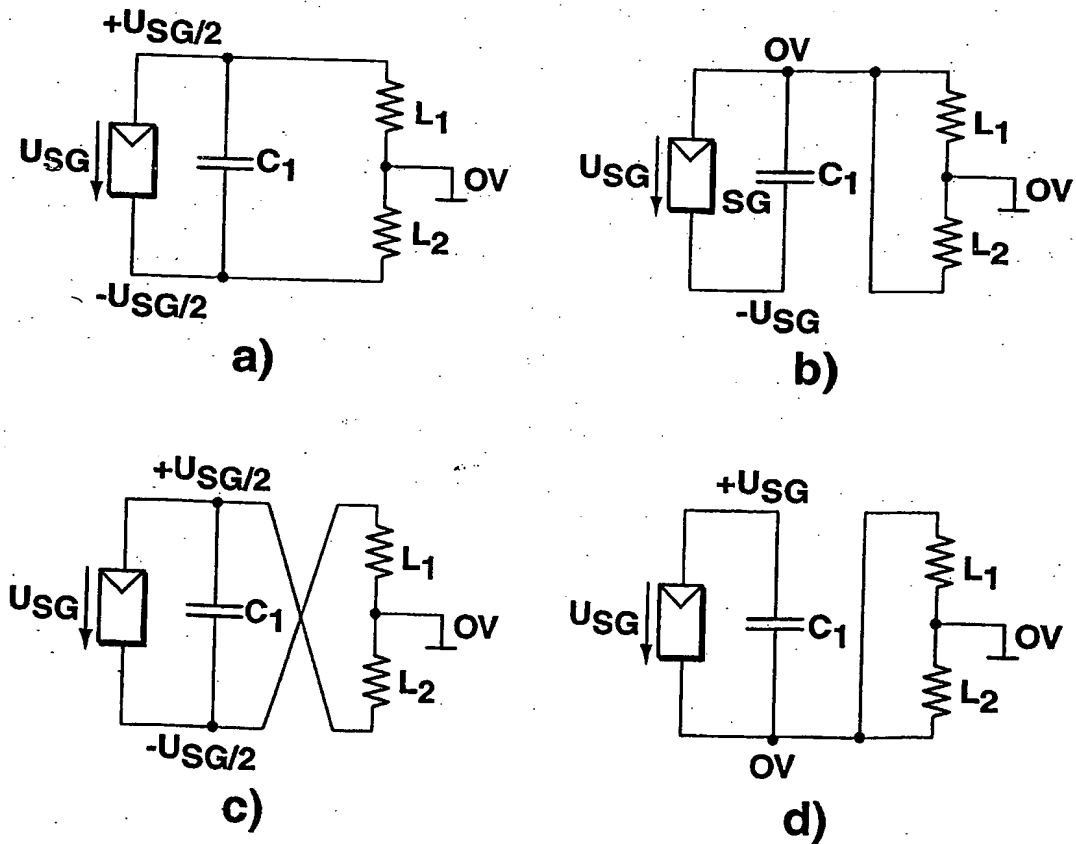 +USG/2
USG
C1
L1
OV
L2
-USG/2
a)
OV
USG
SG
C1
L1
OV
L2
-USG
b)
+USG/2
USG
C1
L1
OV
L2
-USG/2
c)
+USG
USG
C1
L1
OV
L2
OV
d)